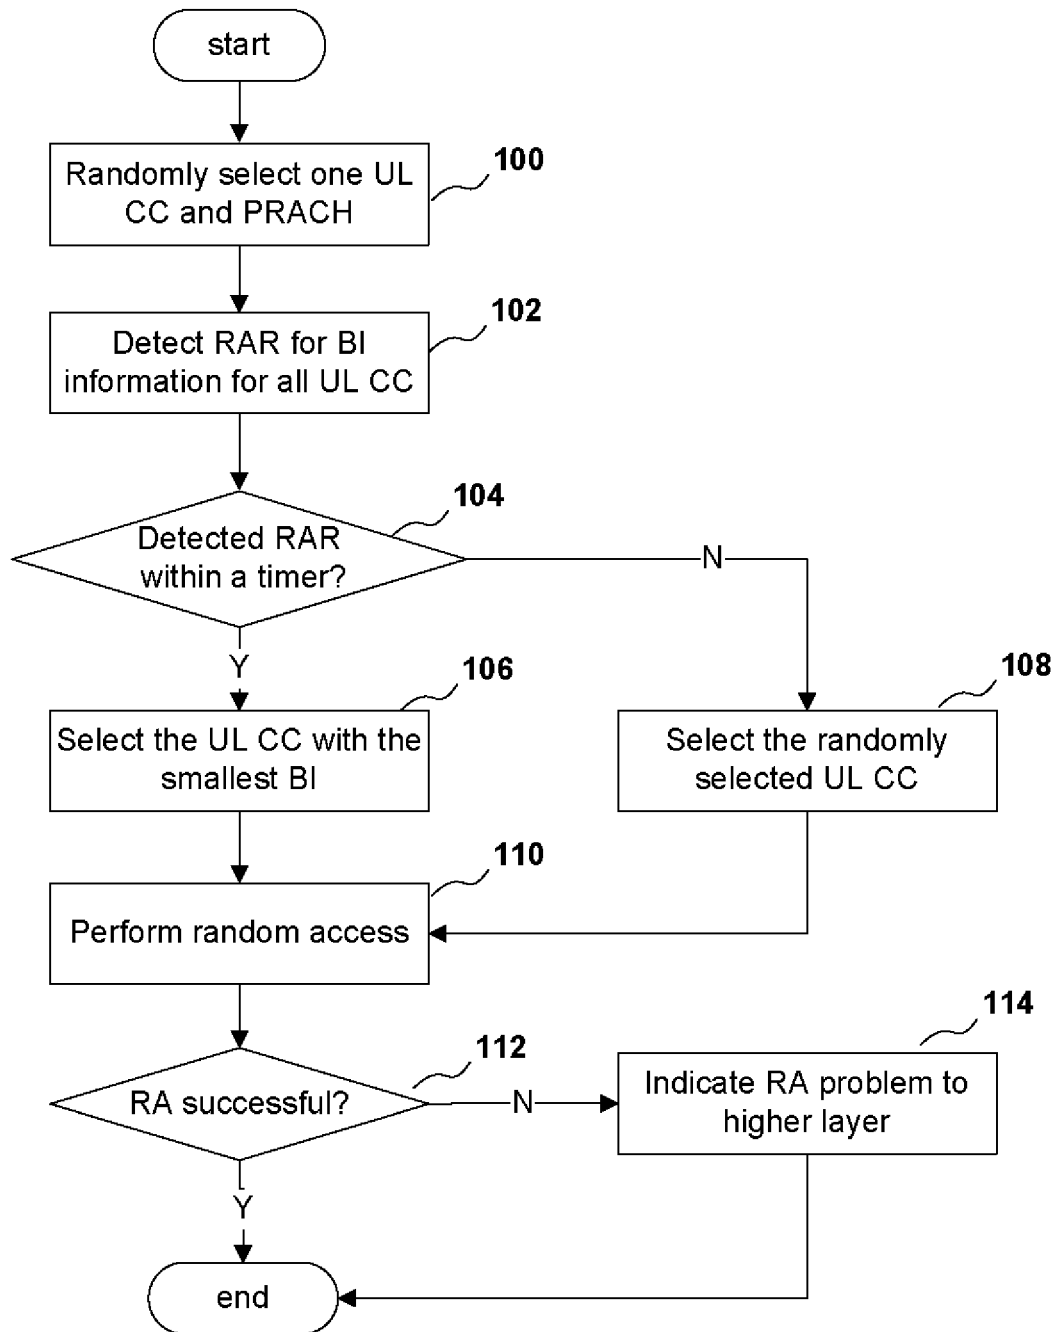 start
Randomly select one UL
CC and PRACH
100
Detect RAR for BI
information for all UL CC
102
Detected RAR
within a timer?
104
N
Y
Select the UL CC with the
smallest BI
106
Select the randomly
selected UL CC
108
Perform random access
110
RA successful?
112
N
Indicate RA problem to
higher layer
114
Y
end